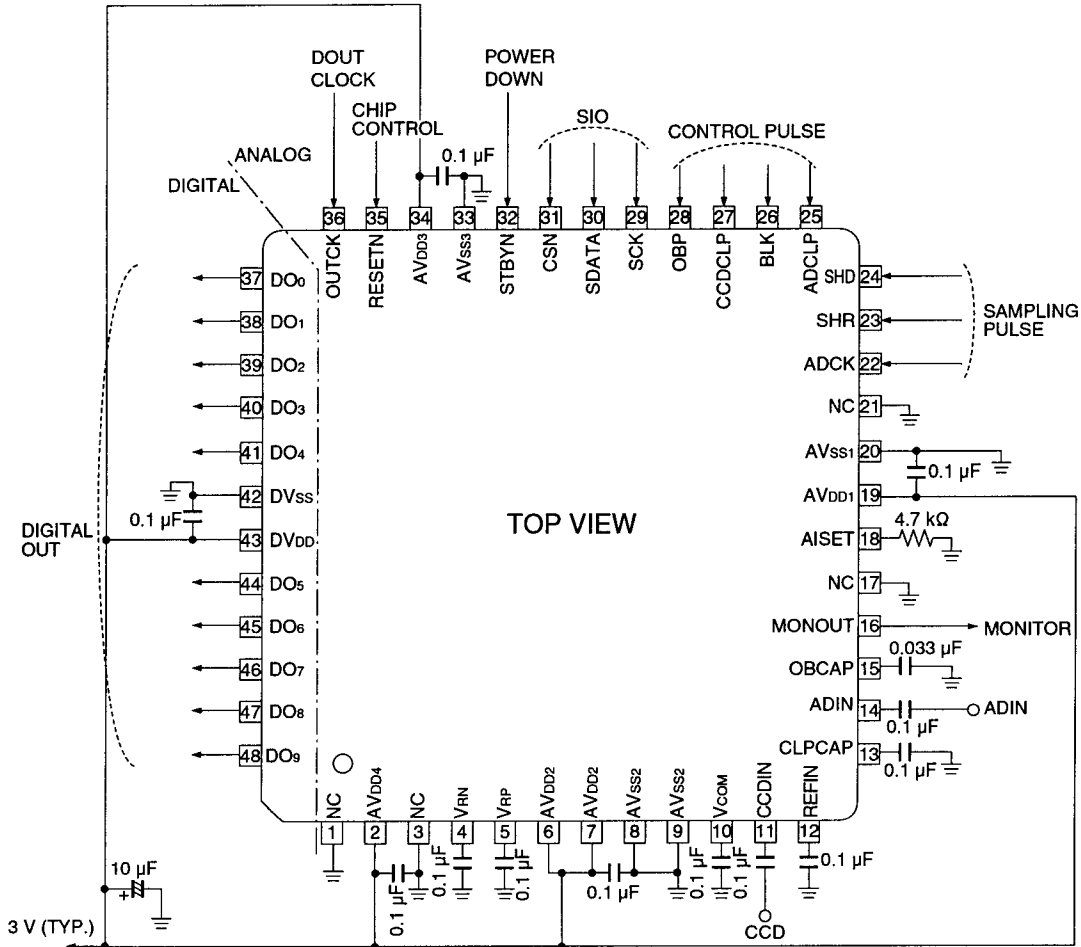 DOUT
CLOCK
POWER
DOWN
CHIP
CONTROL
SIO
CONTROL PULSE
ANALOG
DIGITAL
0.1 µF
36 35 34 33 32 31 30 29 28 27 26 25
OUTCK
RESETN
AVDD3
AVSS3
STBYN
CSN
SDATA
SCK
OBP
CCDCLP
BLK
ADCLP
37 DO0
38 DO1
39 DO2
40 DO3
41 DO4
42 DVSS
43 DVDD
44 DO5
45 DO6
46 DO7
47 DO8
48 DO9
0.1 µF
DIGITAL
OUT
TOP VIEW
SHD 24
SHR 23
ADCK 22
NC 21
AVSS1 20
AVDD1 19
AISET 18
NC 17
MONOUT 16
OBCAP 15
ADIN 14
CLPCAP 13
SAMPLING
PULSE
0.1 µF
4.7 kΩ
MONITOR
0.033 µF
ADIN
0.1 µF
0.1 µF
NC
AVDD4
NC
VRN
VRP
AVDD2
AVDD2
AVSS2
AVSS2
VCOM
CCDIN
REFIN
1 2 3 4 5 6 7 8 9 10 11 12
0.1 µF
0.1 µF
0.1 µF
0.1 µF
0.1 µF
0.1 µF
0.1 µF
CCD
10 µF
+
3 V (TYP.)